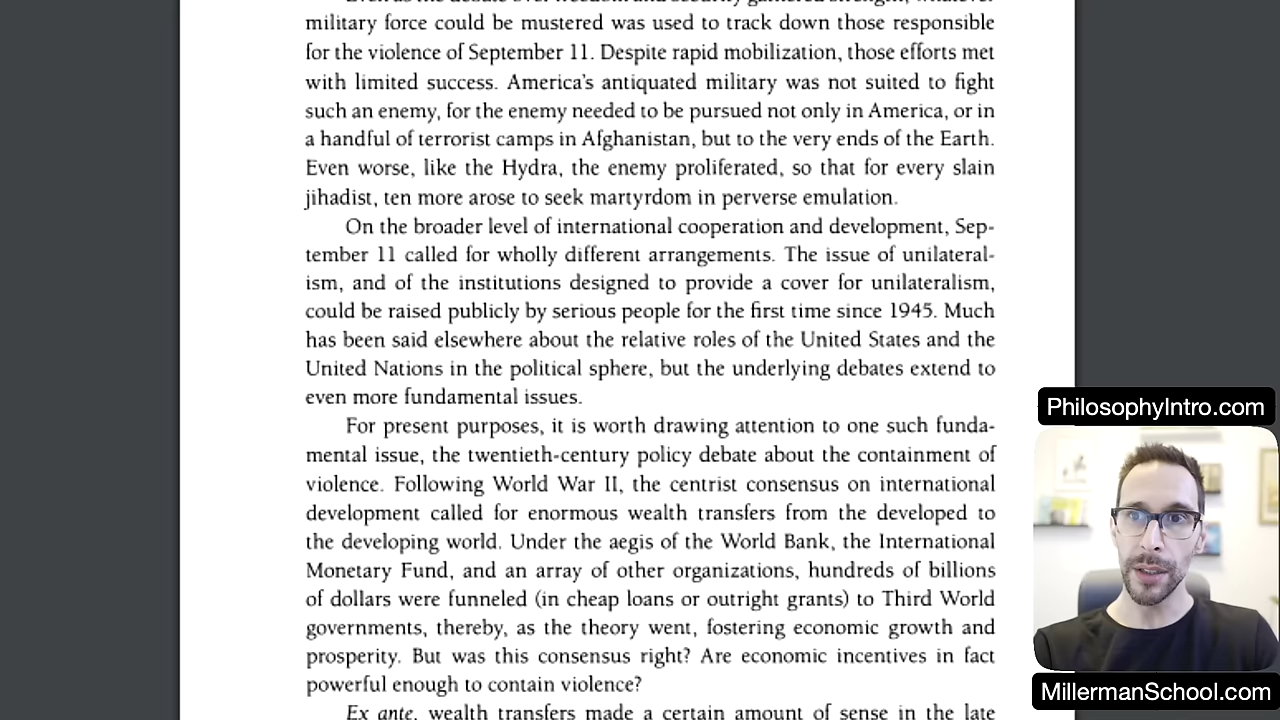 Even as the debate over freedom and security gathered strength, whatever
military force could be mustered was used to track down those responsible
for the violence of September 11. Despite rapid mobilization, those efforts met
with limited success. America's antiquated military was not suited to fight
such an enemy, for the enemy needed to be pursued not only in America, or in
a handful of terrorist camps in Afghanistan, but to the very ends of the Earth.
Even worse, like the Hydra, the enemy proliferated, so that for every slain
jihadist, ten more arose to seek martyrdom in perverse emulation.
On the broader level of international cooperation and development, Sep-
tember 11 called for wholly different arrangements. The issue of unilateral-
ism, and of the institutions designed to provide a cover for unilateralism,
could be raised publicly by serious people for the first time since 1945. Much
has been said elsewhere about the relative roles of the United States and the
United Nations in the political sphere, but the underlying debates extend to
even more fundamental issues.
For present purposes, it is worth drawing attention to one such funda-
mental issue, the twentieth-century policy debate about the containment of
violence. Following World War II, the centrist consensus on international
development called for enormous wealth transfers from the developed to
the developing world. Under the aegis of the World Bank, the International
Monetary Fund, and an array of other organizations, hundreds of billions
of dollars were funneled (in cheap loans or outright grants) to Third World
governments, thereby, as the theory went, fostering economic growth and
prosperity. But was this consensus right? Are economic incentives in fact
powerful enough to contain violence?
Ex ante, wealth transfers made a certain amount of sense in the late
PhilosophyIntro.com
MillermanSchool.com